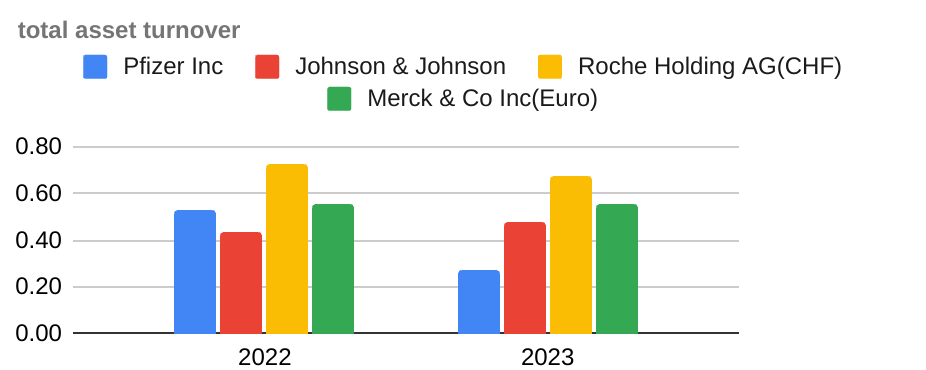 total asset turnover
Pfizer Inc Johnson & Johnson Roche Holding AG(CHF)
Merck & Co Inc(Euro)
0.80
0.60
0.40
0.20
0.00
2022 2023